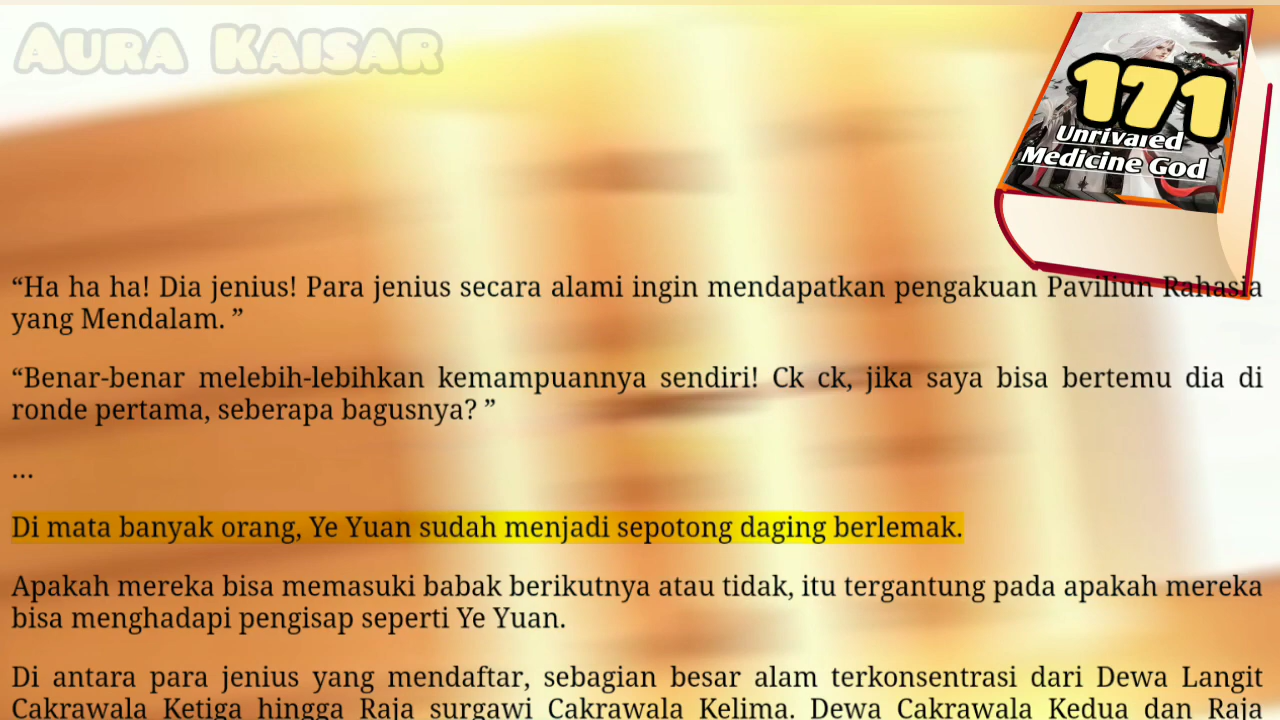 Aura Kaisar
171
Unrivaled
Medicine God
“Ha ha ha! Dia jenius! Para jenius secara alami ingin mendapatkan pengakuan Paviliun Rahasia
yang Mendalam. ”
“Benar-benar melebih-lebihkan kemampuannya sendiri! Ck ck, jika saya bisa bertemu dia di
ronde pertama, seberapa bagusnya? ”
...
Di mata banyak orang, Ye Yuan sudah menjadi sepotong daging berlemak.
Apakah mereka bisa memasuki babak berikutnya atau tidak, itu tergantung pada apakah mereka
bisa menghadapi pengisap seperti Ye Yuan.
Di antara para jenius yang mendaftar, sebagian besar alam terkonsentrasi dari Dewa Langit
Cakrawala Ketiga hingga Raja surgawi Cakrawala Kelima. Dewa Cakrawala Kedua dan Raja